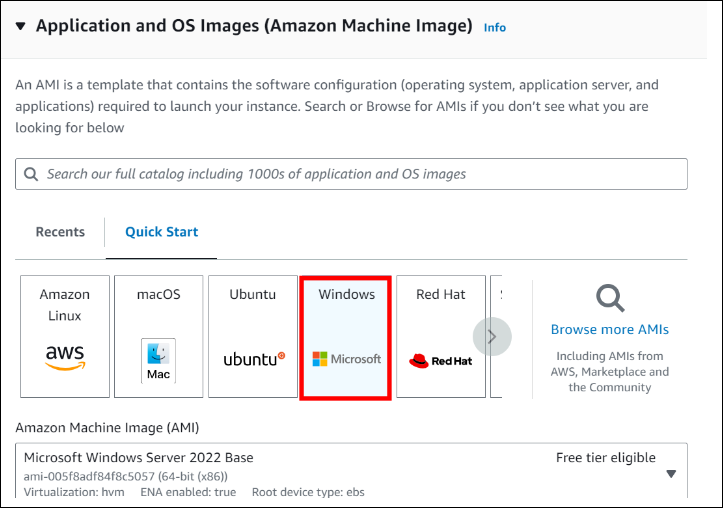 Application and OS Images (Amazon Machine Image) Info
An AMI is a template that contains the software configuration (operating system, application server, and
applications) required to launch your instance. Search or Browse for AMIs if you don't see what you are
looking for below
Search our full catalog including 1000s of application and OS images
Recents
Quick Start
Amazon
Linux
aws
macOS
Mac
Ubuntu
ubuntu
Windows
Microsoft
Red Hat
Red Hat
Browse more AMIs
Including AMIs from
AWS, Marketplace and
the Community
Amazon Machine Image (AMI)
Microsoft Windows Server 2022 Base
Free tier eligible
ami-005f8adf84f8c5057 (64-bit (x86))
Virtualization: hvm ENA enabled: true Root device type: ebs